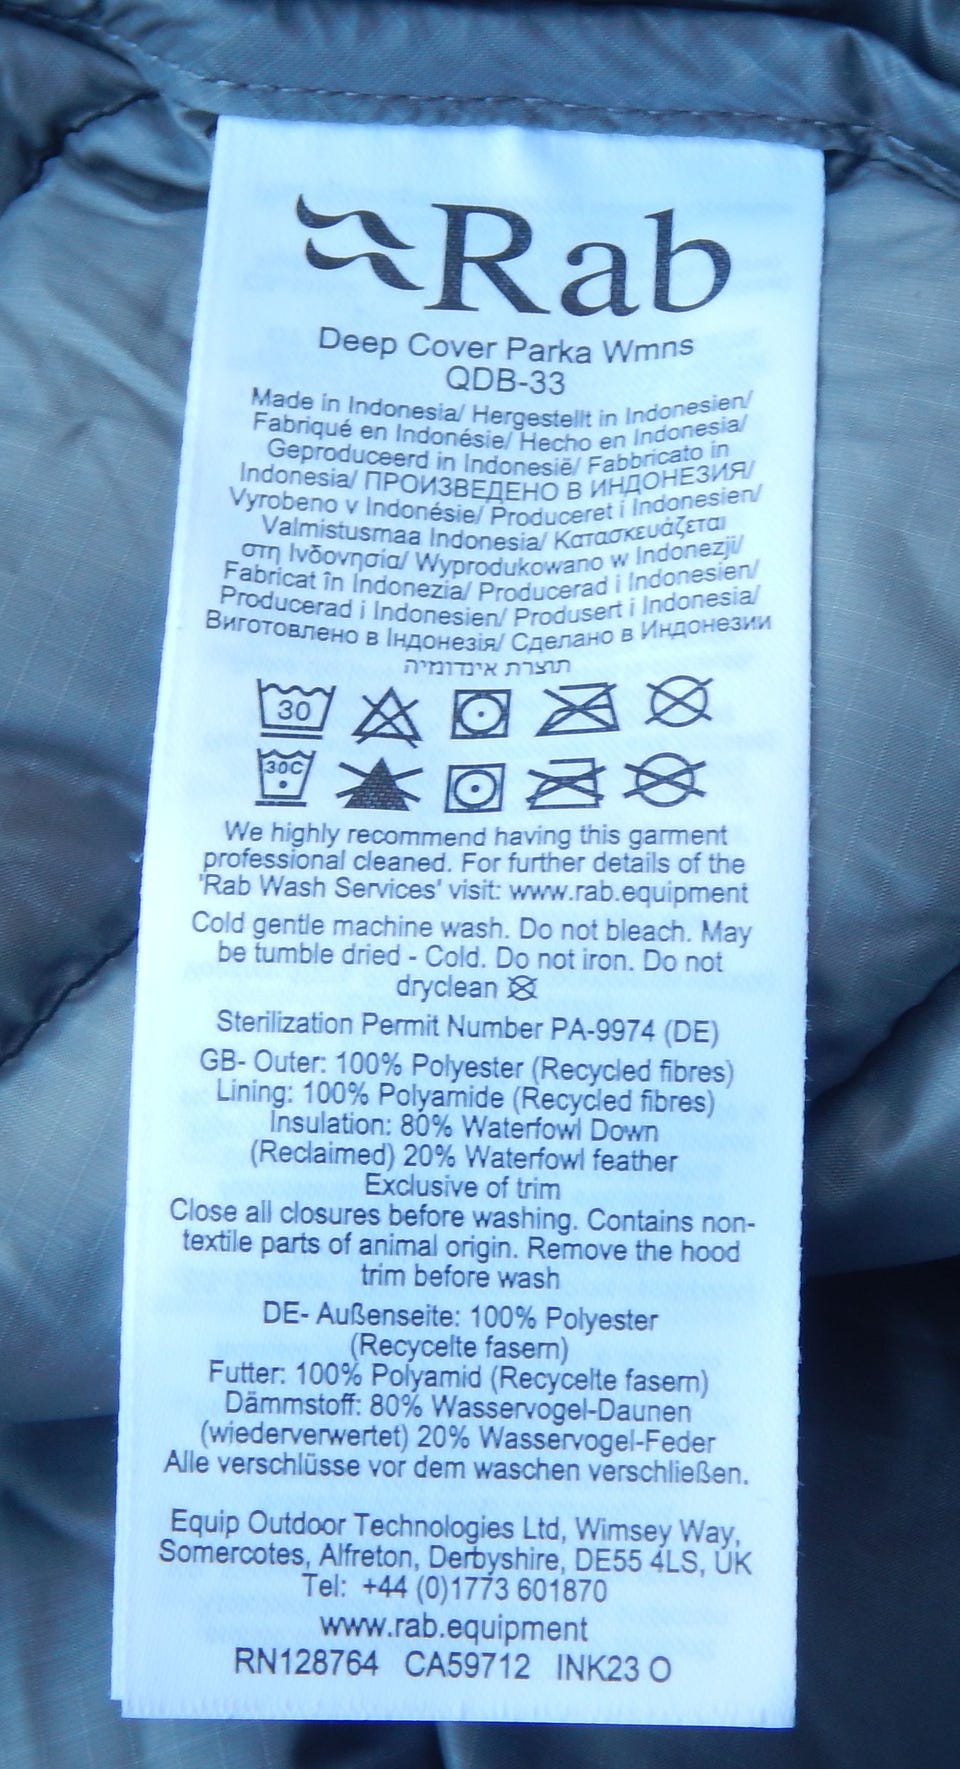 Rab
Deep Cover Parka Wmns
QDB-33
Made in Indonesia/ Hergestellt in Indonesien/
Fabriqué en Indonésie/ Hecho en Indonesia/
Geproduceerd in Indonesië/ Fabbricato in
Indonesia/ ПРОИЗВЕДЕНО В ИНДОНЕЗИЯ/
Vyrobeno v Indonésie/ Produceret i Indonesien/
Valmistusmaa Indonesia/ Κατασκευάζεται
στη Ινδονησία/ Wyprodukowano w Indonezji/
Fabricat în Indonezia/ Producerad i Indonesien/
Producerad i Indonesien/ Produsert i Indonesia/
Виготовлено в Індонезія/ Сделано в Индонезии
תוצרת אינדומיה
30
30C
We highly recommend having this garment
professional cleaned. For further details of the
'Rab Wash Services' visit: www.rab.equipment
Cold gentle machine wash. Do not bleach. May
be tumble dried - Cold. Do not iron. Do not
dryclean
Sterilization Permit Number PA-9974 (DE)
GB- Outer: 100% Polyester (Recycled fibres)
Lining: 100% Polyamide (Recycled fibres)
Insulation: 80% Waterfowl Down
(Reclaimed) 20% Waterfowl feather
Exclusive of trim
Close all closures before washing. Contains non-
textile parts of animal origin. Remove the hood
trim before wash
DE- Außenseite: 100% Polyester
(Recycelte fasern)
Futter: 100% Polyamid (Recycelte fasern)
Dämmstoff: 80% Wasservogel-Daunen
(wiederverwertet) 20% Wasservogel-Feder
Alle verschlüsse vor dem waschen verschließen.
Equip Outdoor Technologies Ltd, Wimsey Way,
Somercotes, Alfreton, Derbyshire, DE55 4LS, UK
Tel: +44 (0)1773 601870
www.rab.equipment
RN128764 CA59712 INK23 O